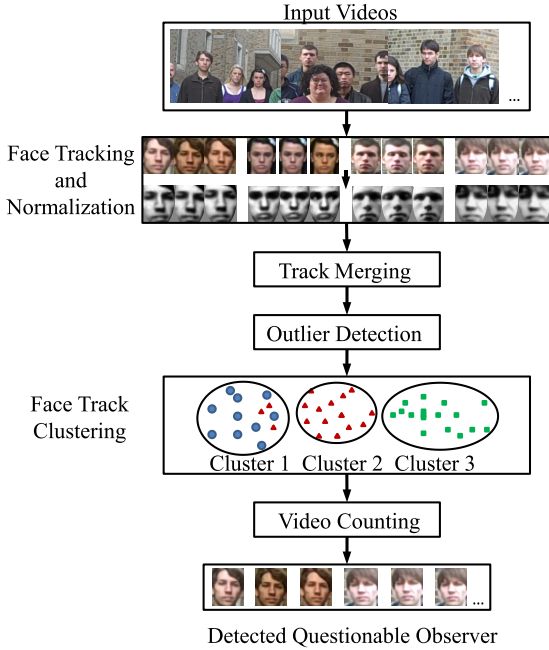 Input Videos
...
Face Tracking
and
Normalization
Track Merging
Outlier Detection
Face Track
Clustering
Cluster 1 Cluster 2 Cluster 3
Video Counting
...
Detected Questionable Observer